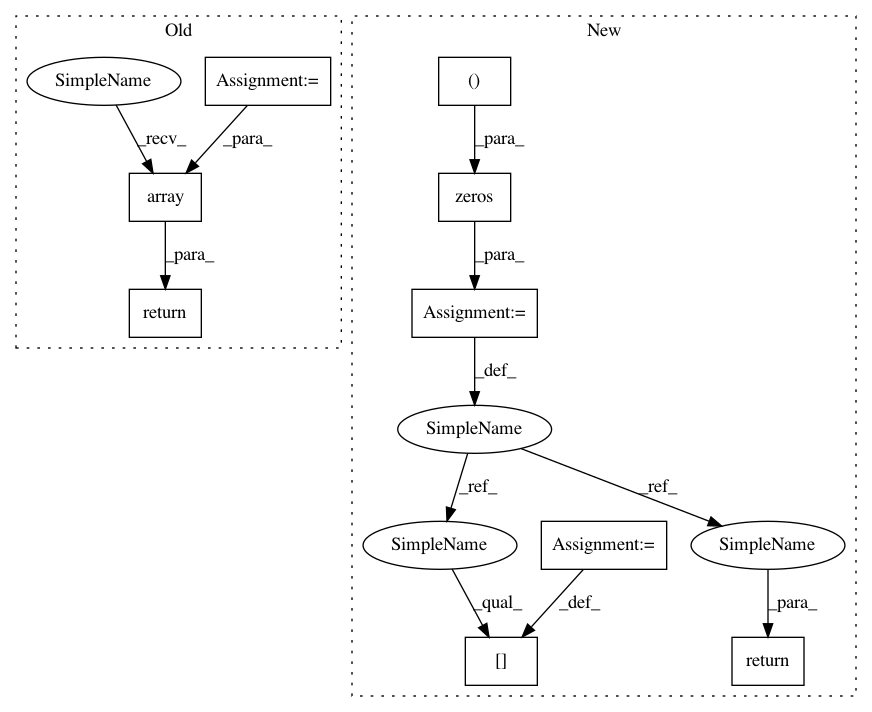 Old
New
SimpleName
Assignment:=
()
_recv_
_para_
_para_
array
zeros
_para_
_para_
return
Assignment:=
_def_
SimpleName
_ref_
_ref_
SimpleName
Assignment:=
SimpleName
_qual_
_def_
_para_
[]
return